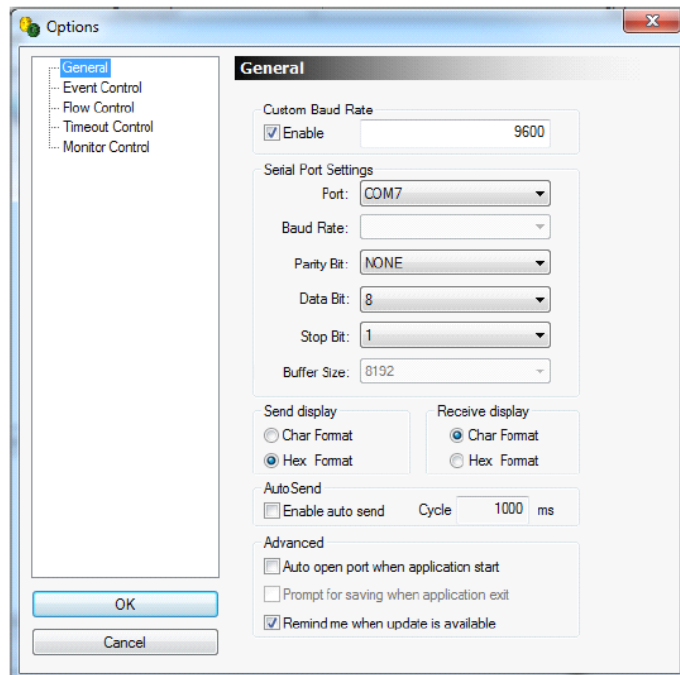 Options
General
Event Control
Flow Control
Timeout Control
Monitor Control
OK
Cancel
General
Custom Baud Rate
Enable 9600
Serial Port Settings
Port: COM7
Baud Rate:
Parity Bit: NONE
Data Bit: 8
Stop Bit: 1
Buffer Size: 8192
Send display
Char Format
Hex Format
Receive display
Char Format
Hex Format
AutoSend
Enable auto send Cycle 1000 ms
Advanced
Auto open port when application start
Prompt for saving when application exit
Remind me when update is available